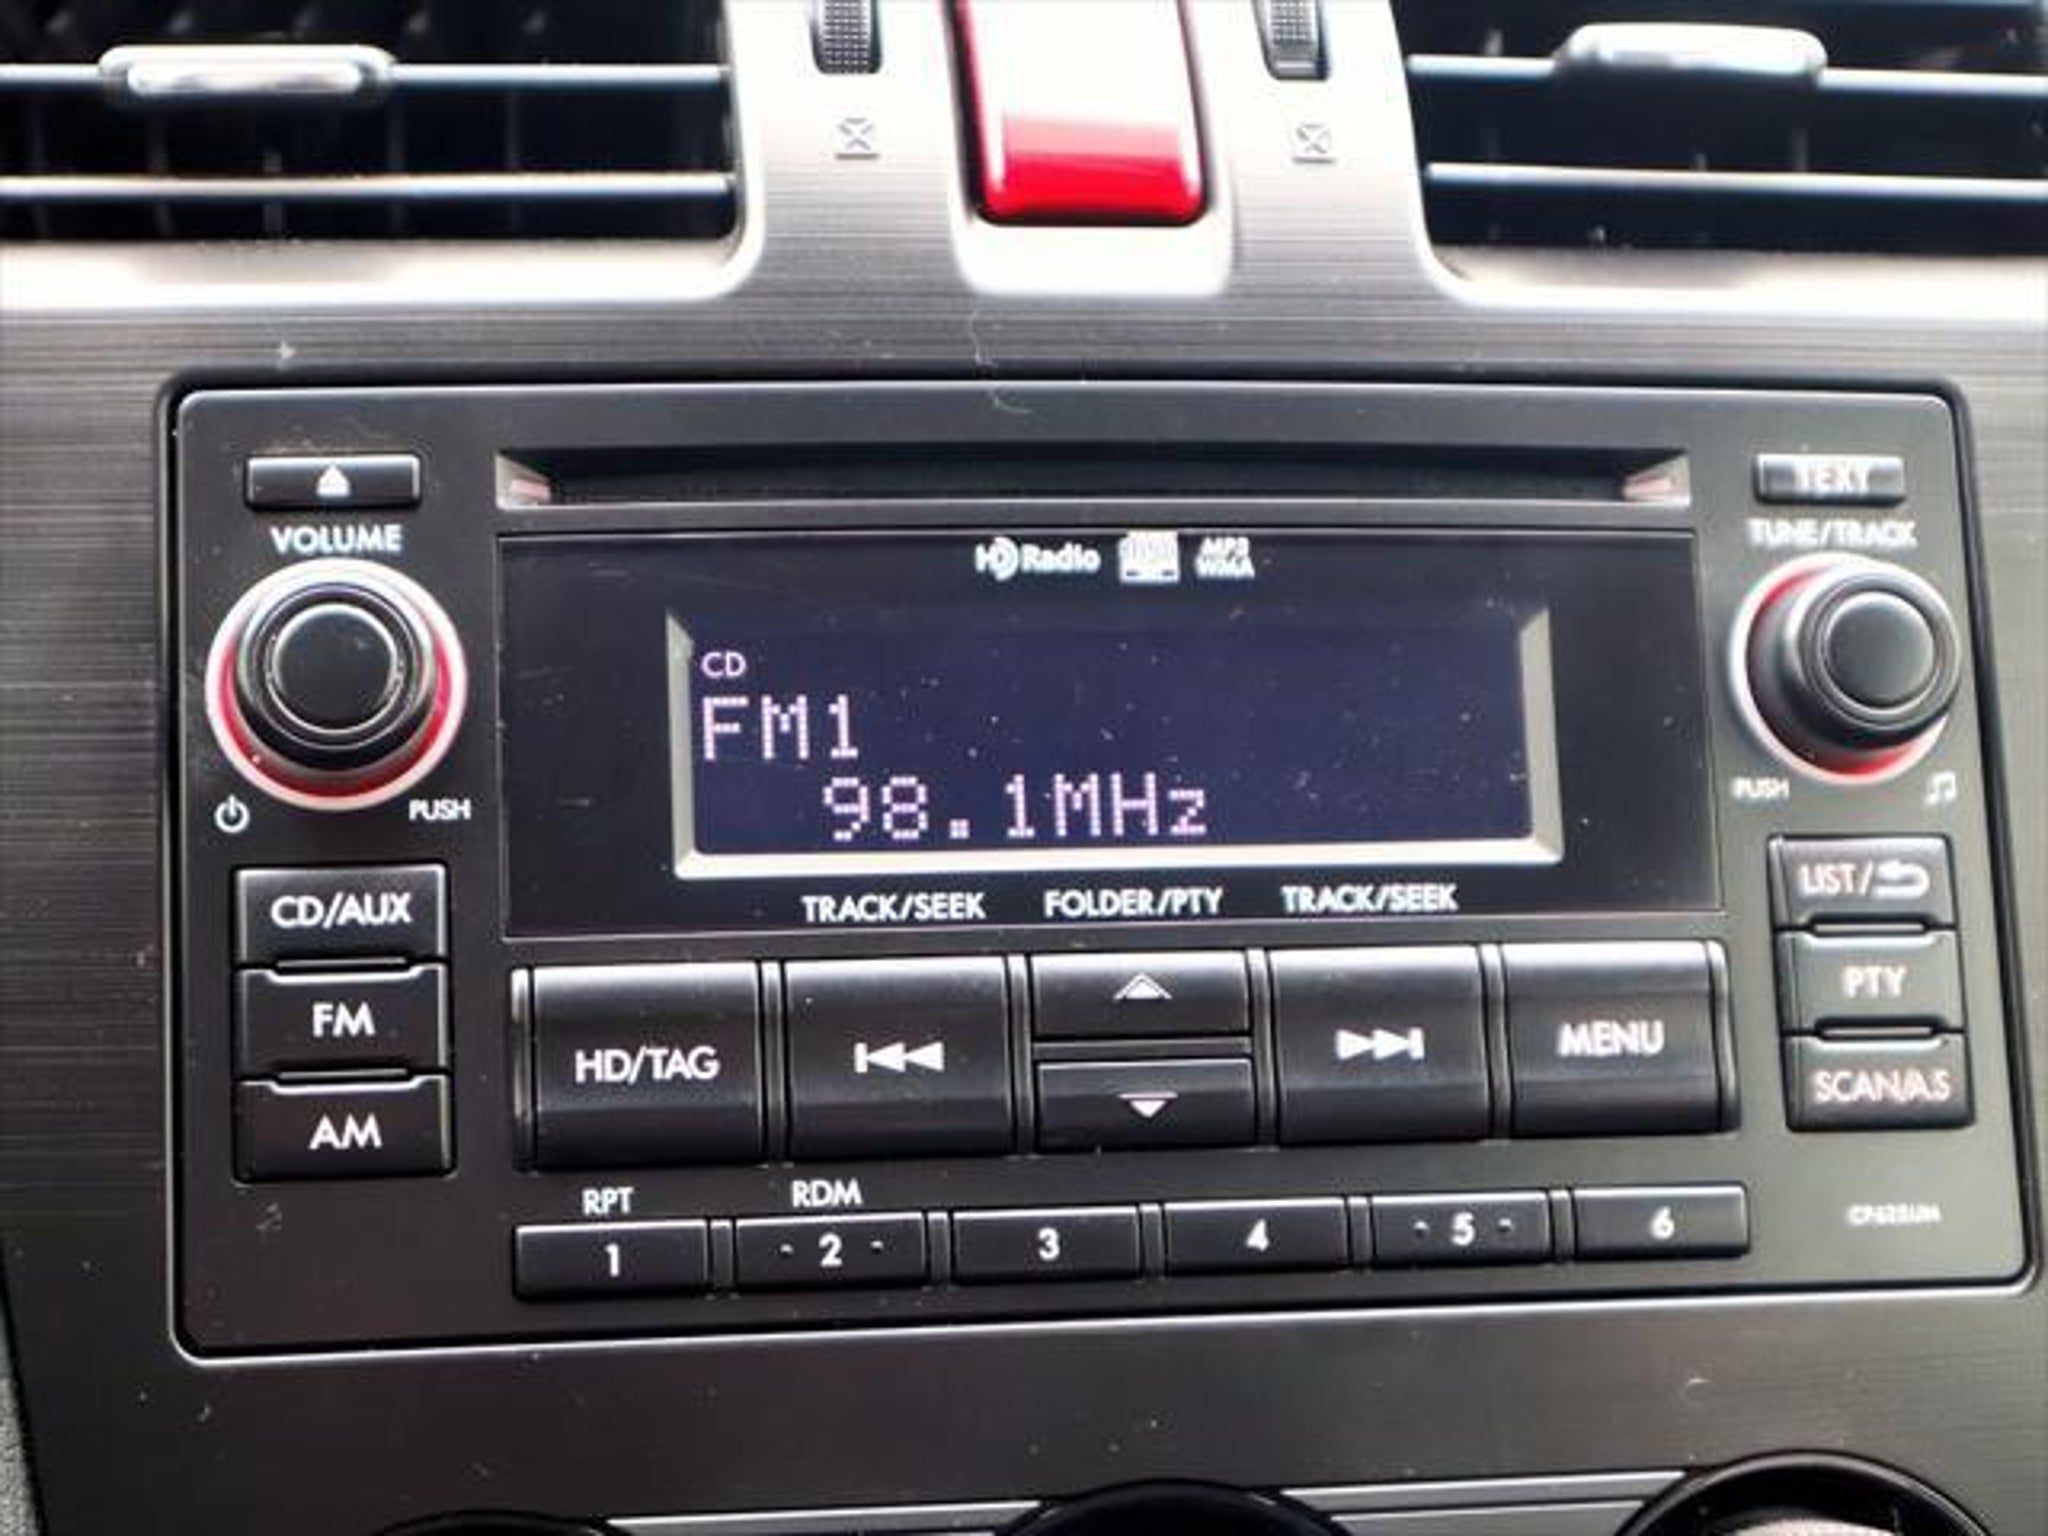 TEXT
VOLUME
TUNE/TRACK
HD Radio
MP3
WMA
CD
FM1
98.1MHz
PUSH
PUSH
TRACK/SEEK FOLDER/PTY TRACK/SEEK
CD/AUX
FM
AM
HD/TAG
MENU
LIST/
PTY
SCAN/A.S
RPT
RDM
1
- 2 -
3
4
- 5 -
6